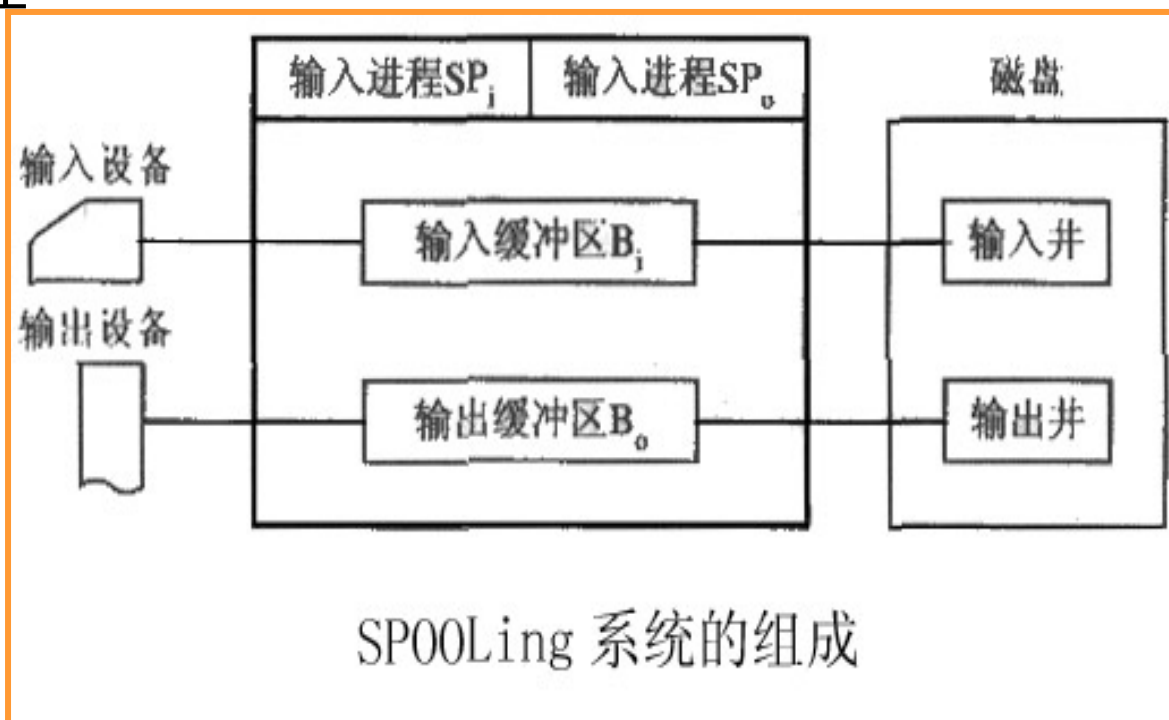 输入进程SPi 输入进程SPo 磁盘
输入设备
输入缓冲区Bi 输入井
输出设备
输出缓冲区Bo 输出井
SPOOLing 系统的组成